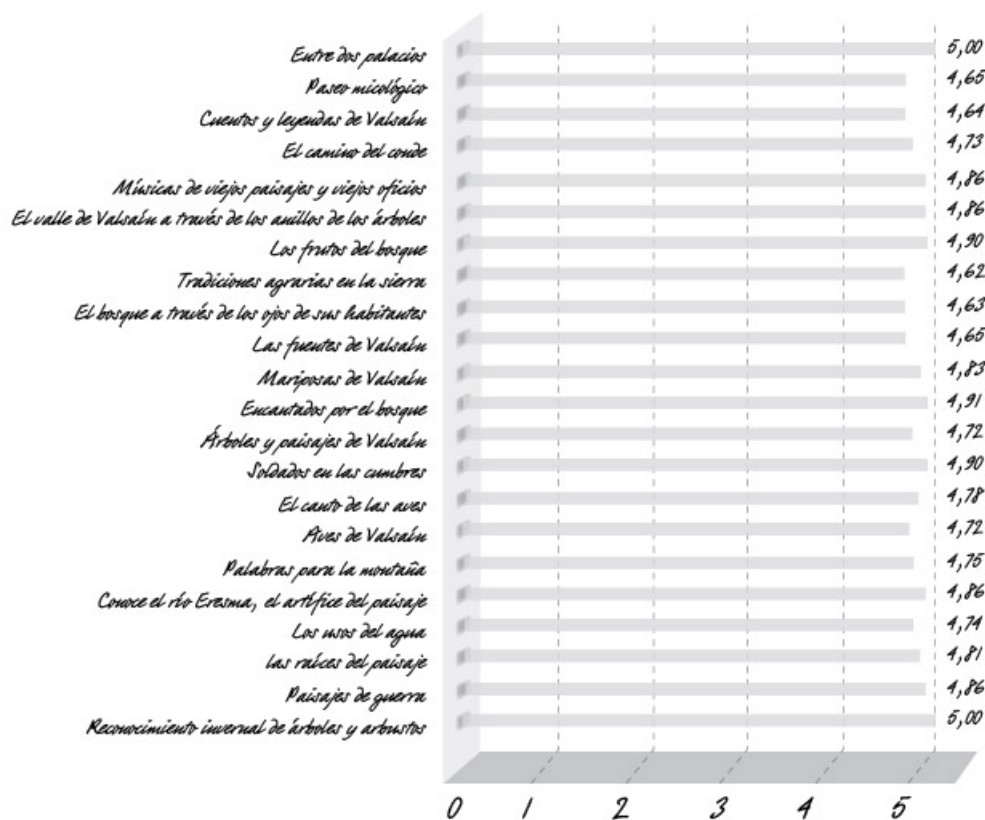 Entre dos palacios 5,00
Paseo micológico 4,65
Cuentos y leyendas de Valsaín 4,64
El camino del conde 4,73
Músicas de viejos paisajes y viejos oficios 4,86
El valle de Valsaín a través de los anillos de los árboles 4,86
Los frutos del bosque 4,90
Tradiciones agrarias en la sierra 4,62
El bosque a través de los ojos de sus habitantes 4,63
Las fuentes de Valsaín 4,65
Mariposas de Valsaín 4,83
Encantados por el bosque 4,91
Árboles y paisajes de Valsaín 4,72
Soldados en las cumbres 4,90
El canto de las aves 4,78
Aves de Valsaín 4,72
Palabras para la montaña 4,75
Conoce el río Eresma, el artífice del paisaje 4,86
Los usos del agua 4,74
las raíces del paisaje 4,81
Paisajes de guerra 4,86
Reconocimiento invernal de árboles y arbustos 5,00
0 1 2 3 4 5